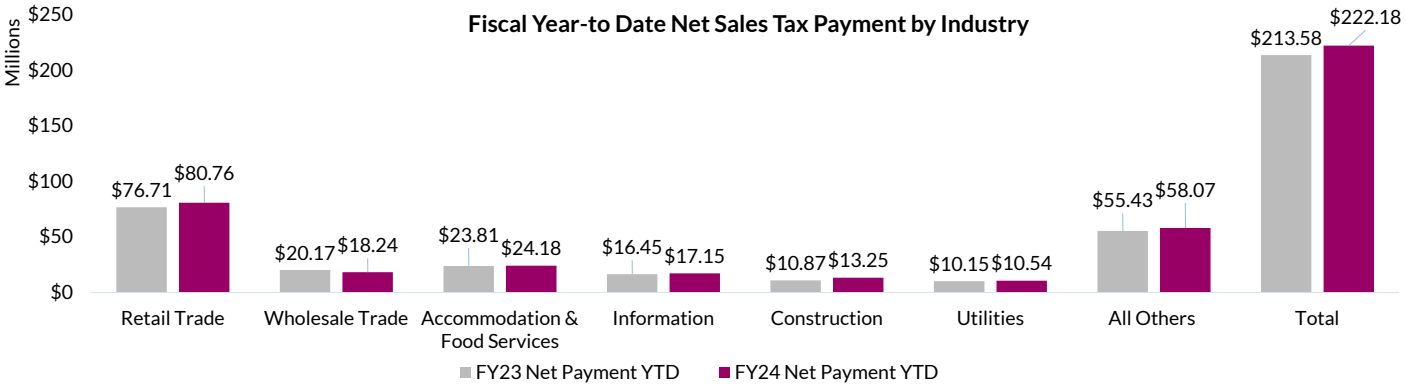 Fiscal Year-to Date Net Sales Tax Payment by Industry
Millions
$250
$200
$150
$100
$50
$0
$76.71
$80.76
$20.17
$18.24
$23.81
$24.18
$16.45
$17.15
$10.87
$13.25
$10.15
$10.54
$55.43
$58.07
$213.58
$222.18
Retail Trade
Wholesale Trade
Accommodation &
Food Services
Information
Construction
Utilities
All Others
Total
FY23 Net Payment YTD
FY24 Net Payment YTD